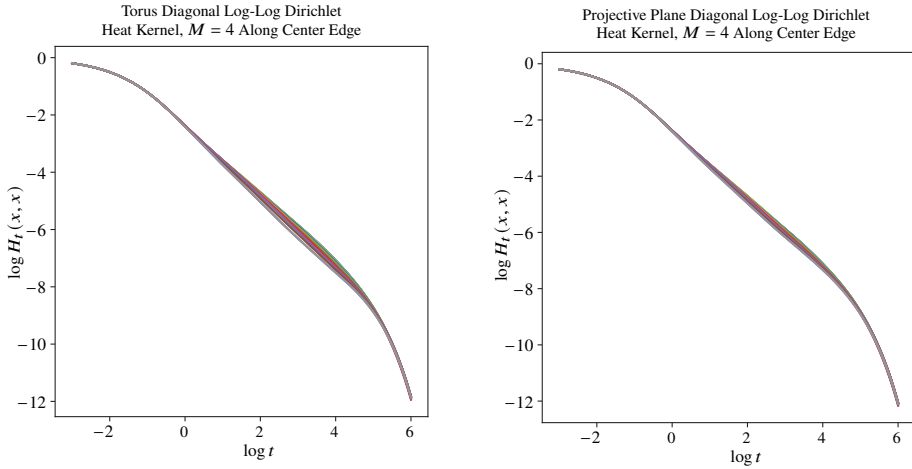 Torus Diagonal Log-Log Dirichlet
Heat Kernel, M = 4 Along Center Edge
0
−2
−4
−6
−8
−10
−12
log H_t (x, x)
−2 0 2 4 6
log t
Projective Plane Diagonal Log-Log Dirichlet
Heat Kernel, M = 4 Along Center Edge
0
−2
−4
−6
−8
−10
−12
log H_t (x, x)
−2 0 2 4 6
log t